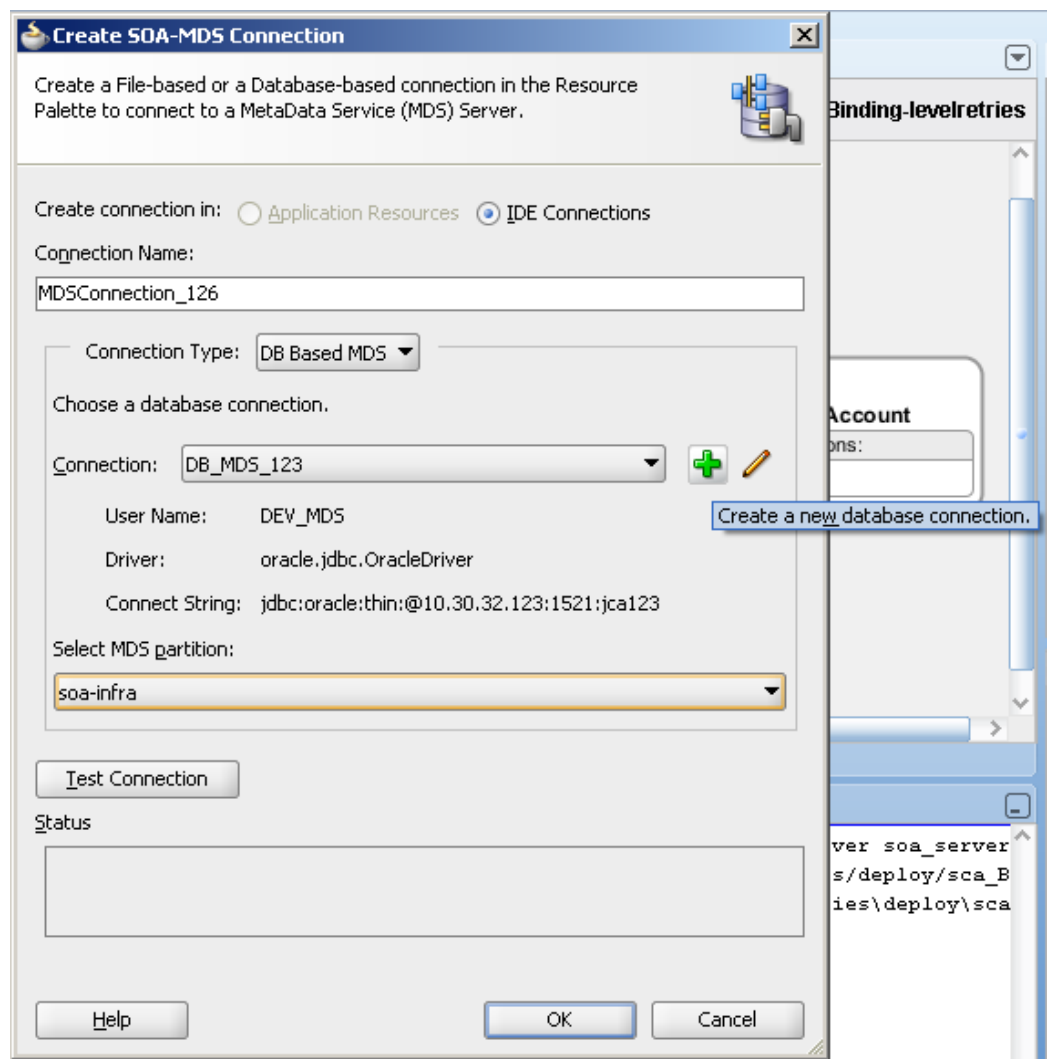 Create SOA-MDS Connection
Create a File-based or a Database-based connection in the Resource
Palette to connect to a MetaData Service (MDS) Server.
Binding-levelretries
Create connection in: Application Resources IDE Connections
Connection Name:
MDSConnection_126
Connection Type: DB Based MDS
Choose a database connection.
Account
ons:
Connection: DB_MDS_123
User Name: DEV_MDS
Create a new database connection.
Driver: oracle.jdbc.OracleDriver
Connect String: jdbc:oracle:thin:@10.30.32.123:1521:jca123
Select MDS partition:
soa-infra
Test Connection
Status
ver soa_server
s/deploy/sca_B
ies\deploy\sca
Help OK Cancel